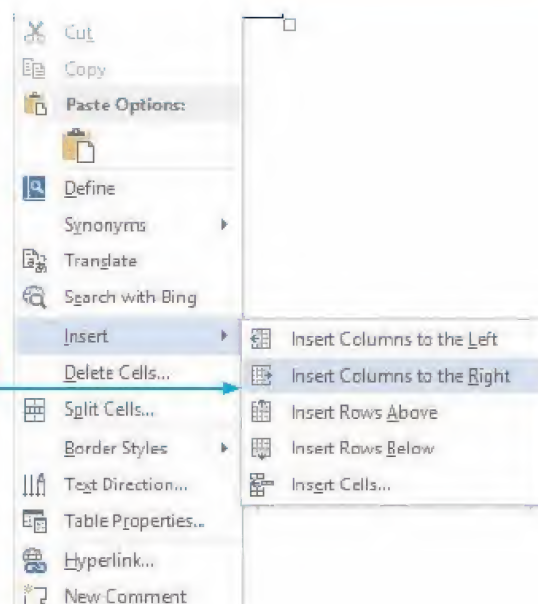 Cut
Copy
Paste Options:
Define
Synonyms
Translate
Search with Bing
Insert
Delete Cells...
Split Cells...
Border Styles
Text Direction...
Table Properties...
Hyperlink...
New Comment
Insert Columns to the Left
Insert Columns to the Right
Insert Rows Above
Insert Rows Below
Insert Cells...